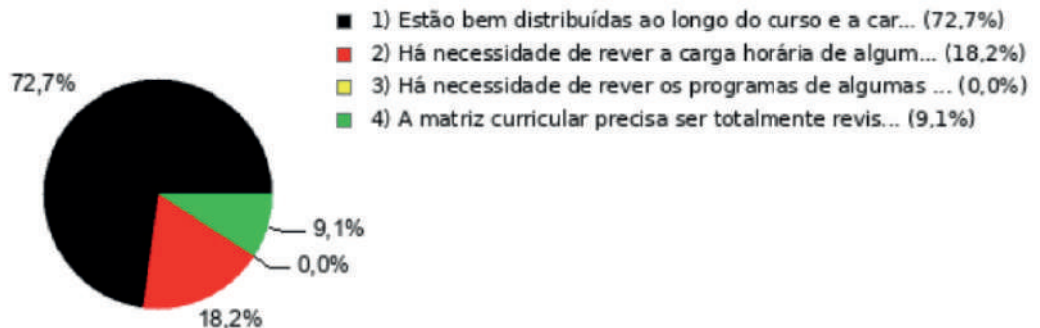 1) Estão bem distribuídas ao longo do curso e a car... (72,7%)
2) Há necessidade de rever a carga horária de algum... (18,2%)
3) Há necessidade de rever os programas de algumas ... (0,0%)
4) A matriz curricular precisa ser totalmente revis... (9,1%)
72,7%
9,1%
0,0%
18,2%